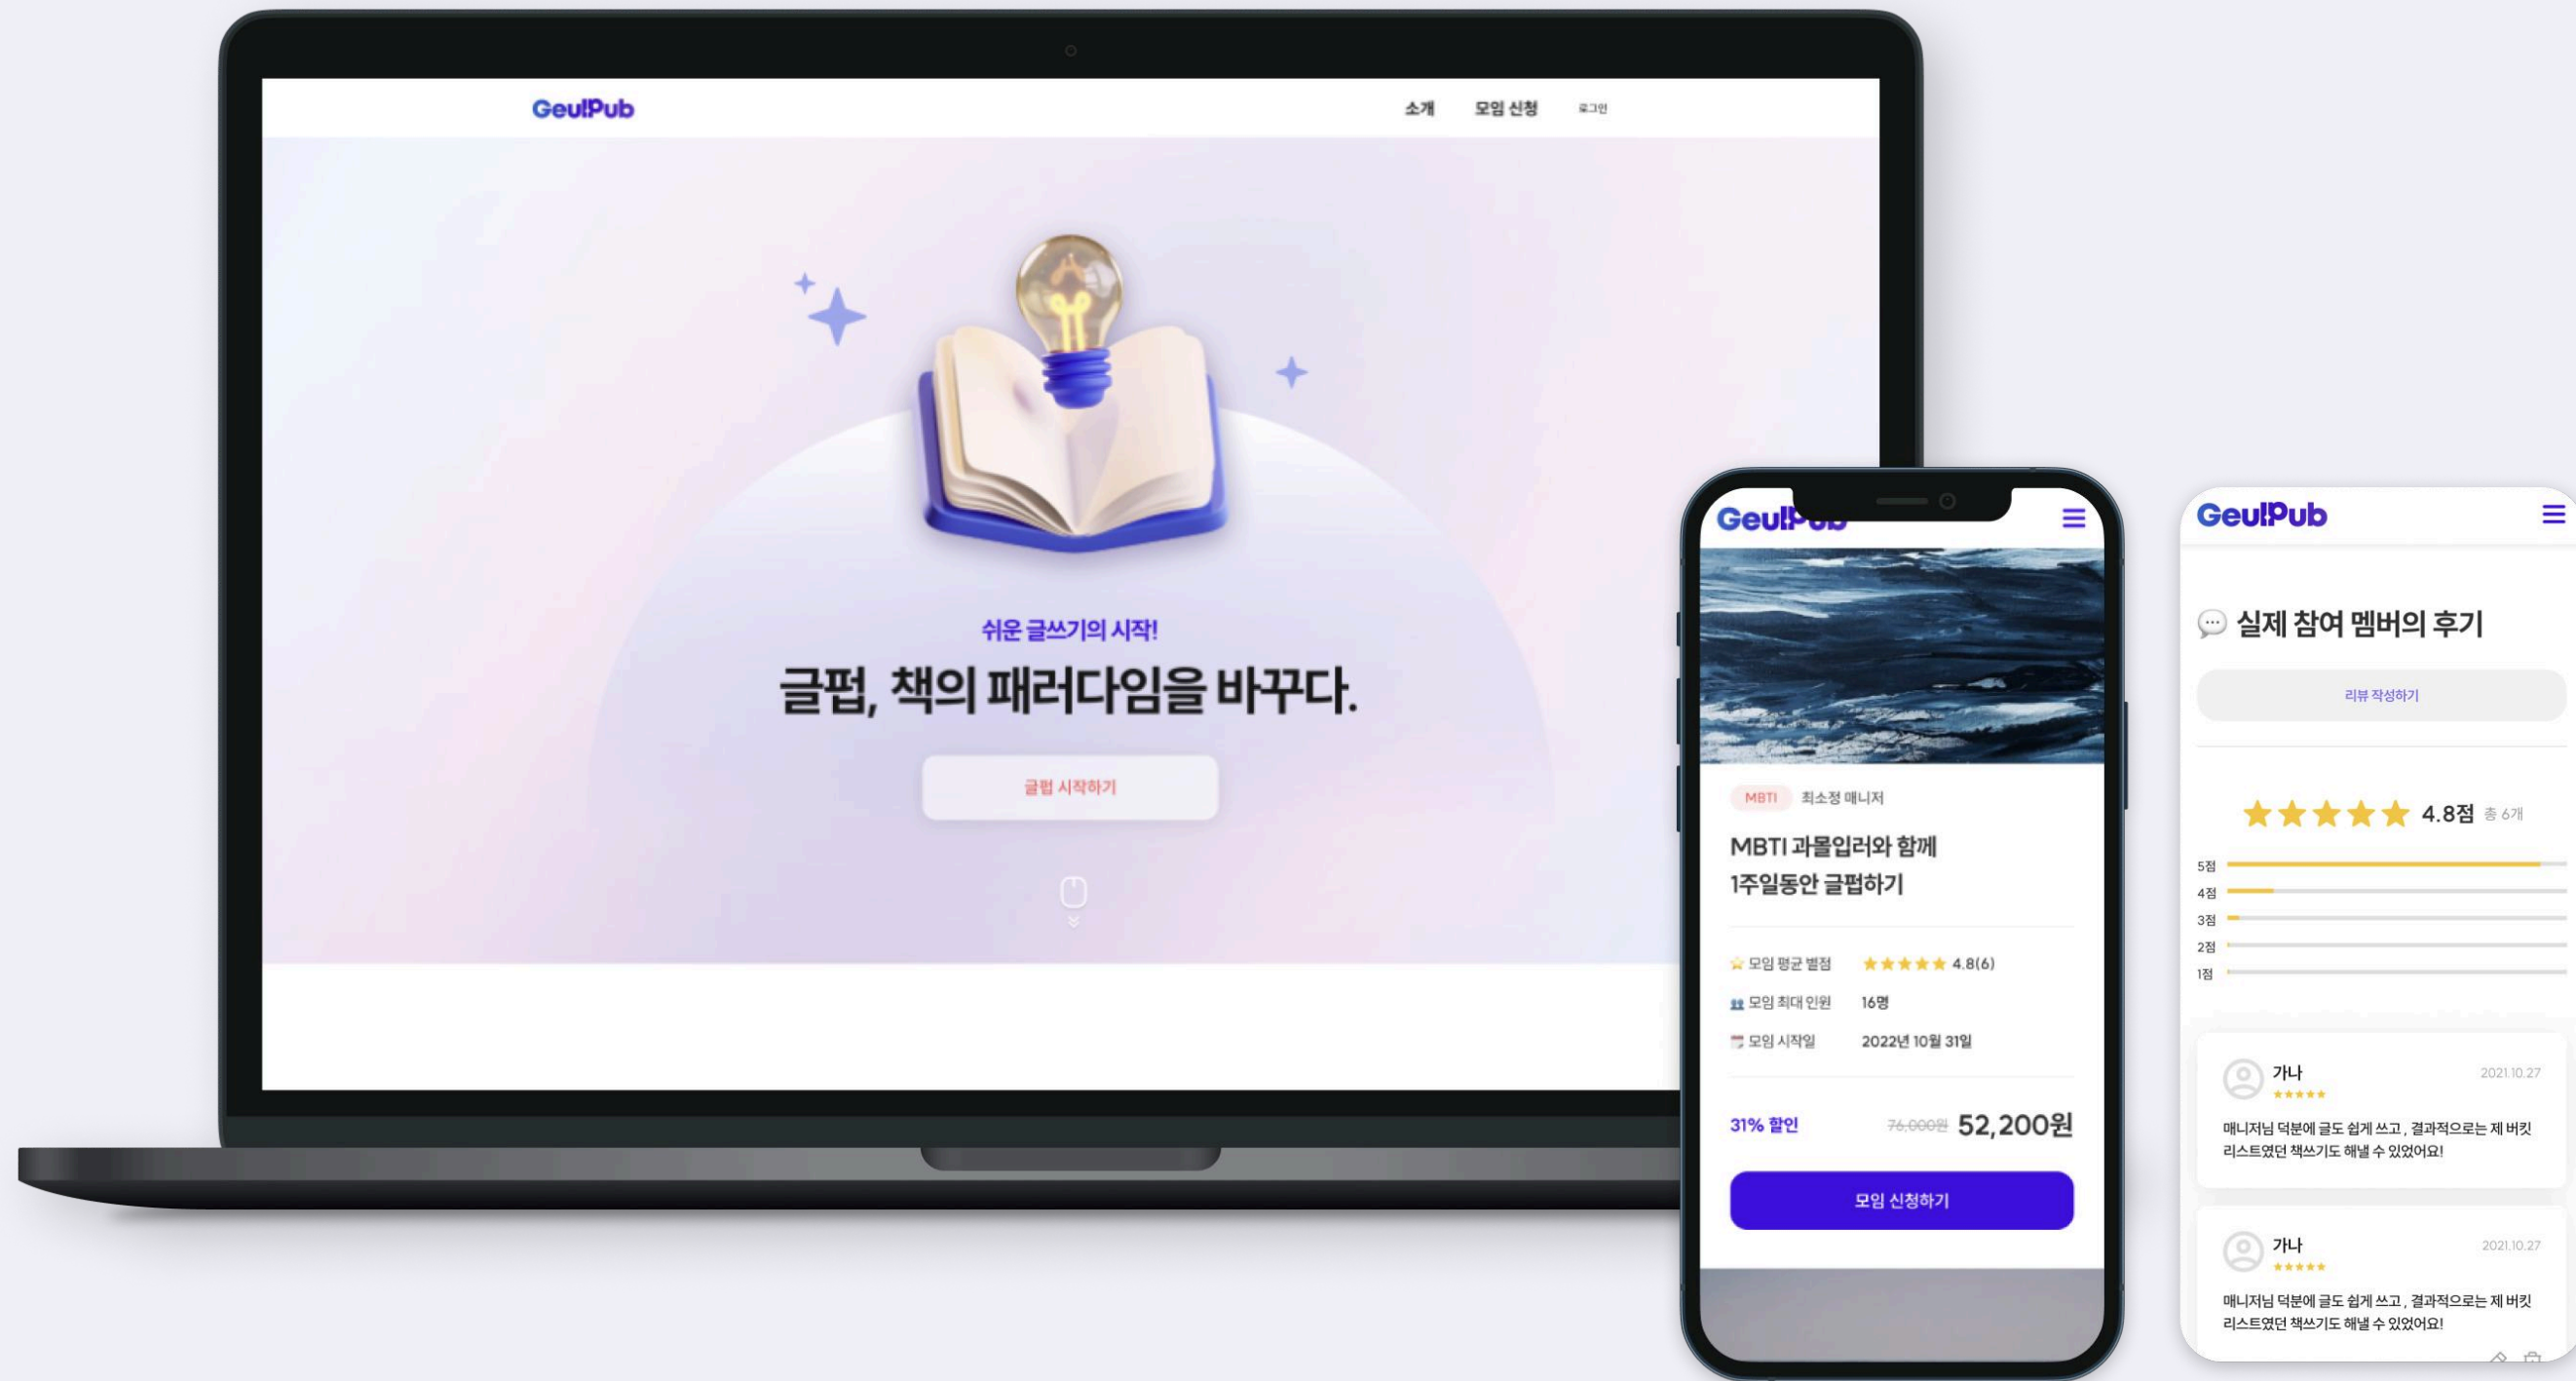 GeulPub
소개 모임 신청 로그인
쉬운 글쓰기의 시작!
글펍, 책의 패러다임을 바꾸다.
글펍 시작하기
GeulPub
MBTI 최소정 매니저
MBTI 과몰입러와 함께
1주일동안 글펍하기
모임 평균 별점 4.8(6)
모임 최대 인원 16명
모임 시작일 2022년 10월 31일
31% 할인 76,000원 52,200원
모임 신청하기
GeulPub
실제 참여 멤버의 후기
리뷰 작성하기
4.8점 총 6개
5점
4점
3점
2점
1점
가나 2021.10.27
매니저님 덕분에 글도 쉽게 쓰고 , 결과적으로는 제 버킷
리스트였던 책쓰기도 해낼 수 있었어요!
가나 2021.10.27
매니저님 덕분에 글도 쉽게 쓰고 , 결과적으로는 제 버킷
리스트였던 책쓰기도 해낼 수 있었어요!